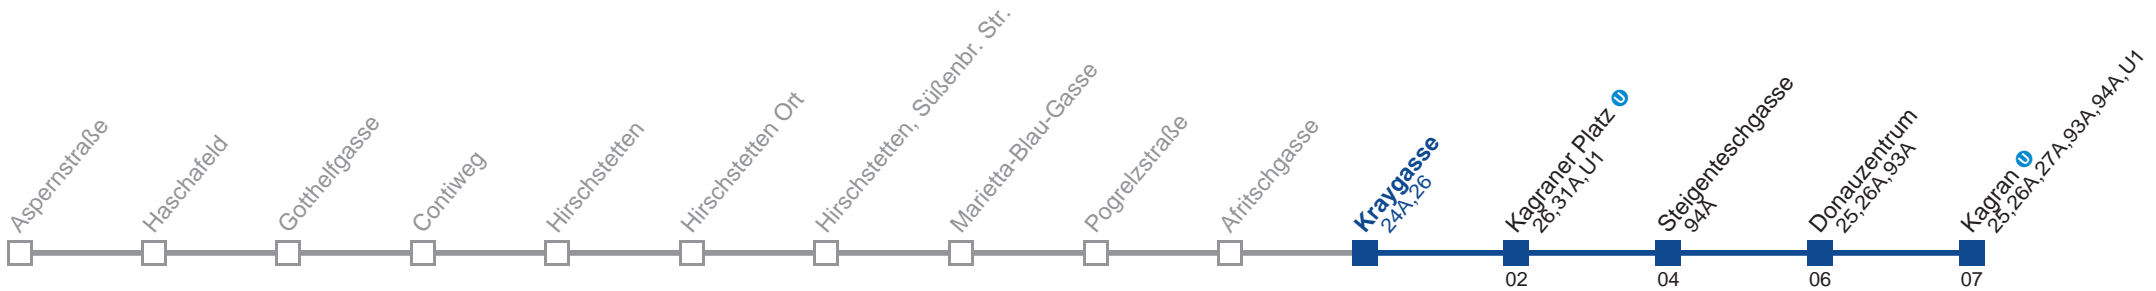 Aspernstraße
Haschafeld
Gotthelfgasse
Contiweg
Hirschstetten
Hirschstetten Ort
Hirschstetten, Süßenbr. Str.
Marietta-Blau-Gasse
Pogrelzstraße
Afritschgasse
Kraygasse
24A,26
Kagraner Platz U
26,31A,U1
Steigenteschgasse
94A
Donauzentrum
25,26A,93A
Kagran U
25,26A,27A,93A,94A,U1
02
04
06
07